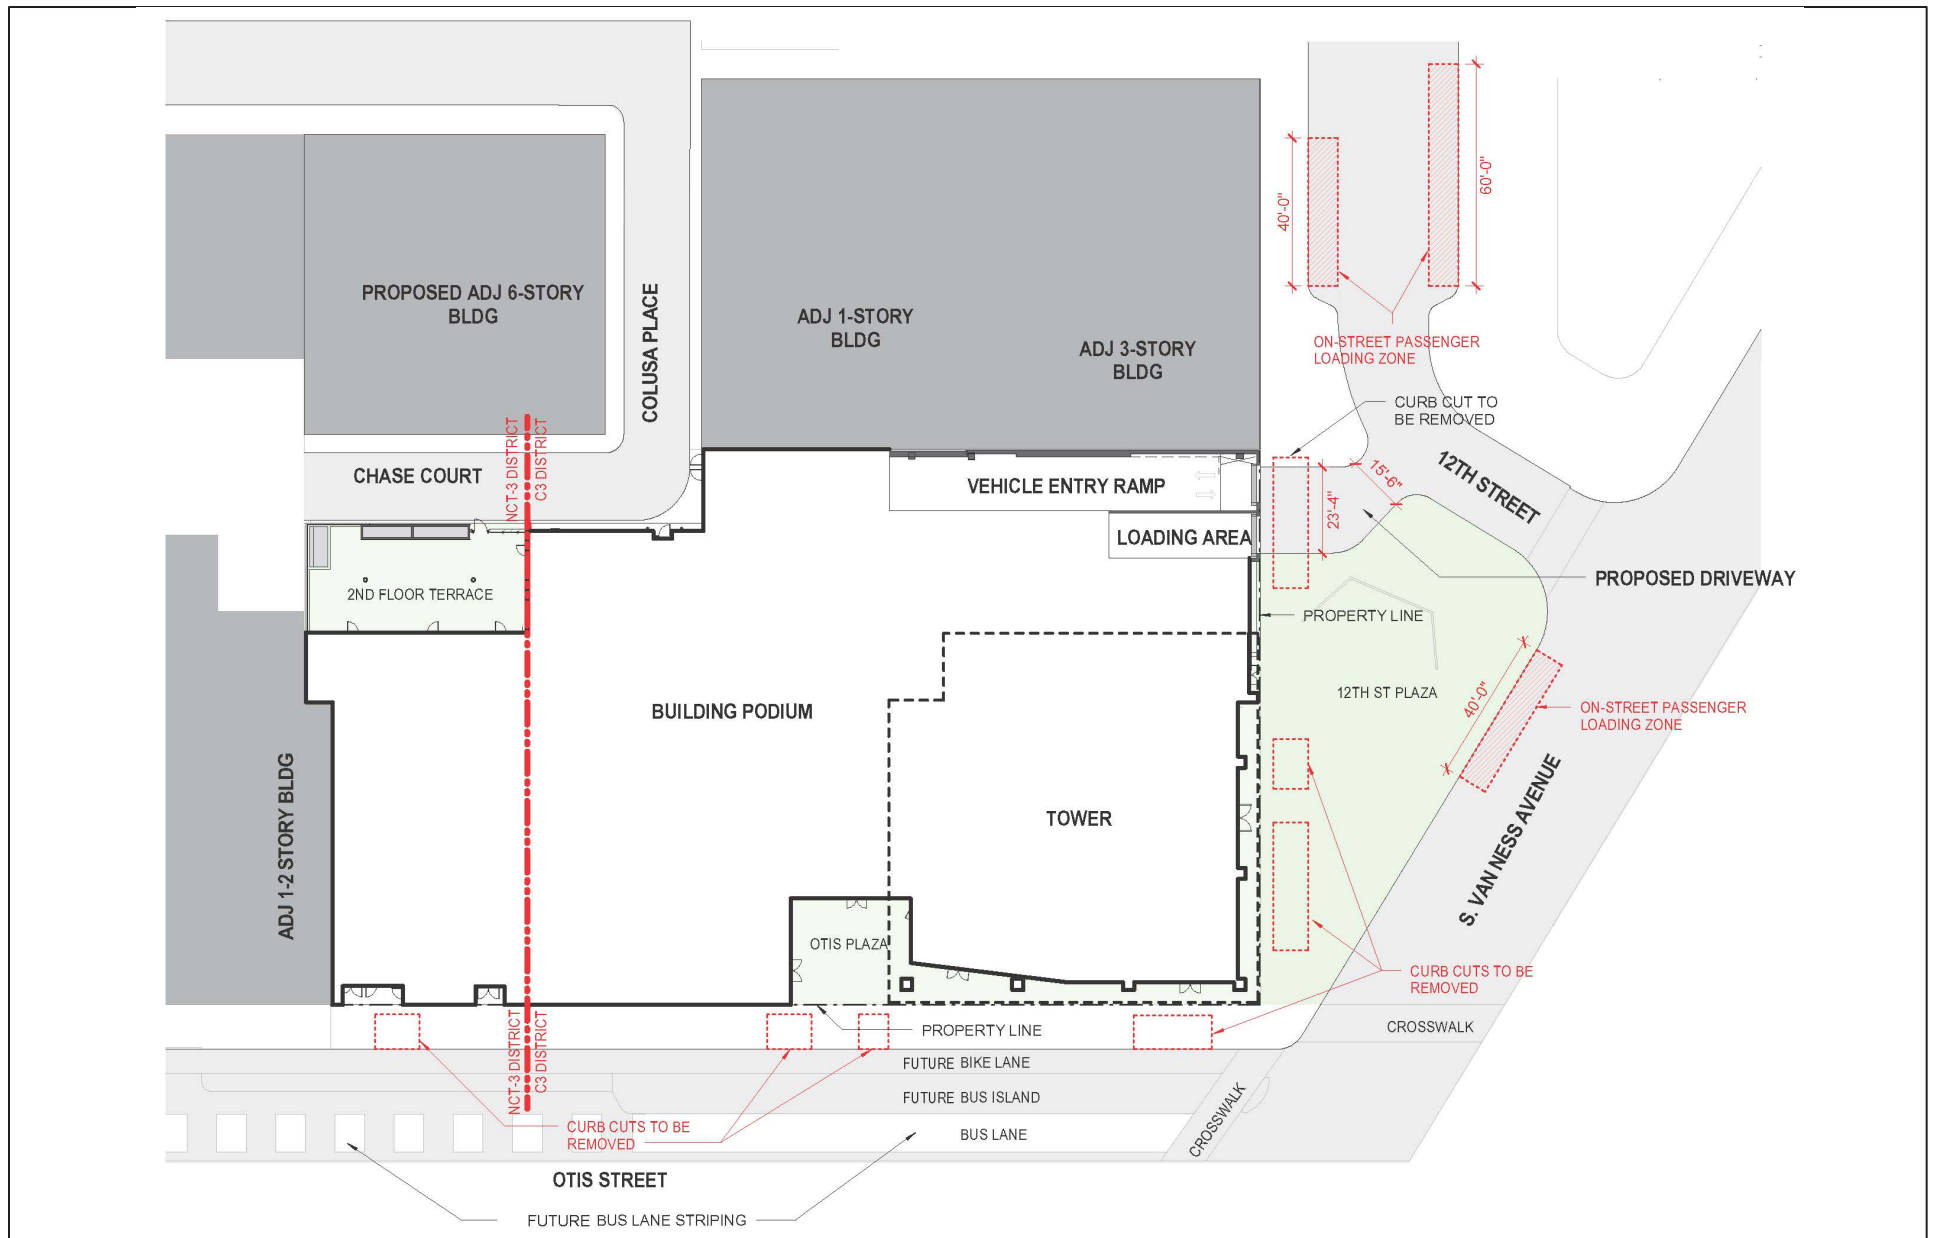 60'-0"
40'-0"
PROPOSED ADJ 6-STORY
BLDG
COLUSA PLACE
ADJ 1-STORY
BLDG
ADJ 3-STORY
BLDG
ON-STREET PASSENGER
LOADING ZONE
CURB CUT TO
BE REMOVED
NCT-3 DISTRICT
C3 DISTRICT
CHASE COURT
VEHICLE ENTRY RAMP
15'-6"
12TH STREET
23'-4"
LOADING AREA
PROPOSED DRIVEWAY
2ND FLOOR TERRACE
PROPERTY LINE
12TH ST PLAZA
40'-0"
ON-STREET PASSENGER
LOADING ZONE
BUILDING PODIUM
TOWER
ADJ 1-2 STORY BLDG
S. VAN NESS AVENUE
OTIS PLAZA
CURB CUTS TO BE
REMOVED
NCT-3 DISTRICT
C3 DISTRICT
PROPERTY LINE
CROSSWALK
FUTURE BIKE LANE
FUTURE BUS ISLAND
CROSSWALK
CURB CUTS TO BE
REMOVED
BUS LANE
OTIS STREET
FUTURE BUS LANE STRIPING